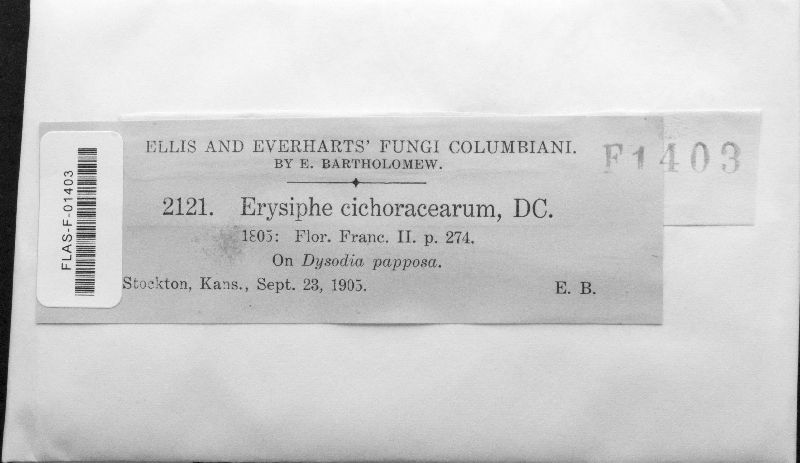 ELLIS AND EVERHARTS' FUNGI COLUMBIANI.
BY E. BARTHOLOMEW.
2121. Erysiphe cichoracearum, DC.
1805: Flor. Franc. II. p. 274.
On Dysodia papposa.
Stockton, Kans., Sept. 23, 1905.
E. B.
F1403
FLAS-F-01403